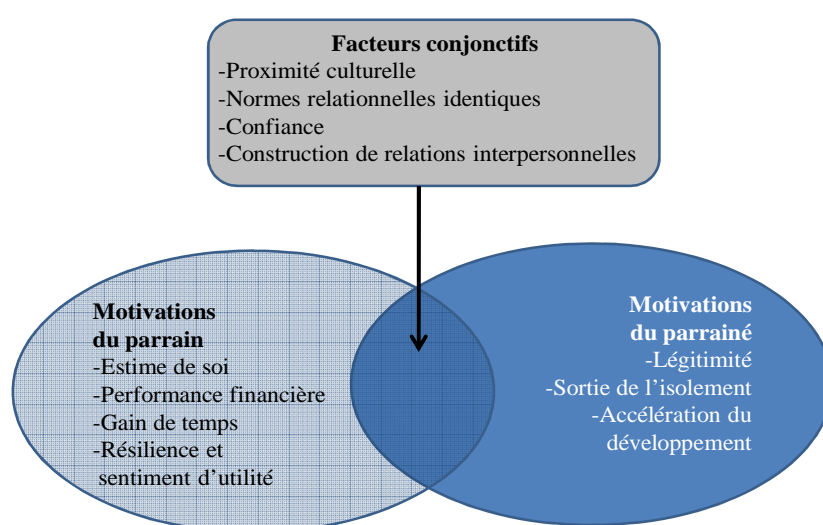 Facteurs conjonctifs
-Proximité culturelle
-Normes relationnelles identiques
-Confiance
-Construction de relations interpersonnelles
Motivations
du parrain
-Estime de soi
-Performance financière
-Gain de temps
-Résilience et
sentiment d’utilité
Motivations
du parrainé
-Légitimité
-Sortie de l’isolement
-Accélération du
développement